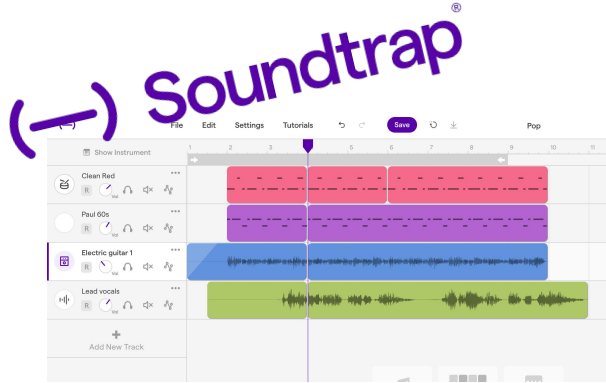 Soundtrap®
File Edit Settings Tutorials Save Pop
Show Instrument
1 2 3 5 6 7 8 9 10 11
Clean Red
R
Paul 60s
R
Electric guitar 1
R
Lead vocals
R
Add New Track